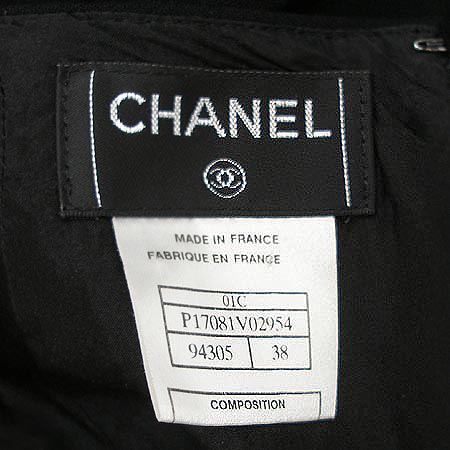 CHANEL
MADE IN FRANCE
FABRIQUE EN FRANCE
01C
P17081V02954
94305 38
COMPOSITION